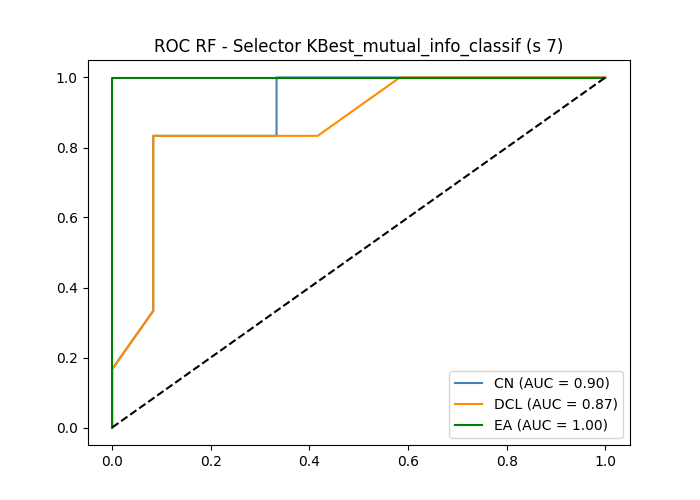 ROC RF - Selector KBest_mutual_info_classif (s 7)
1.0
0.8
0.6
0.4
0.2
0.0
CN (AUC = 0.90)
DCL (AUC = 0.87)
EA (AUC = 1.00)
0.0 0.2 0.4 0.6 0.8 1.0